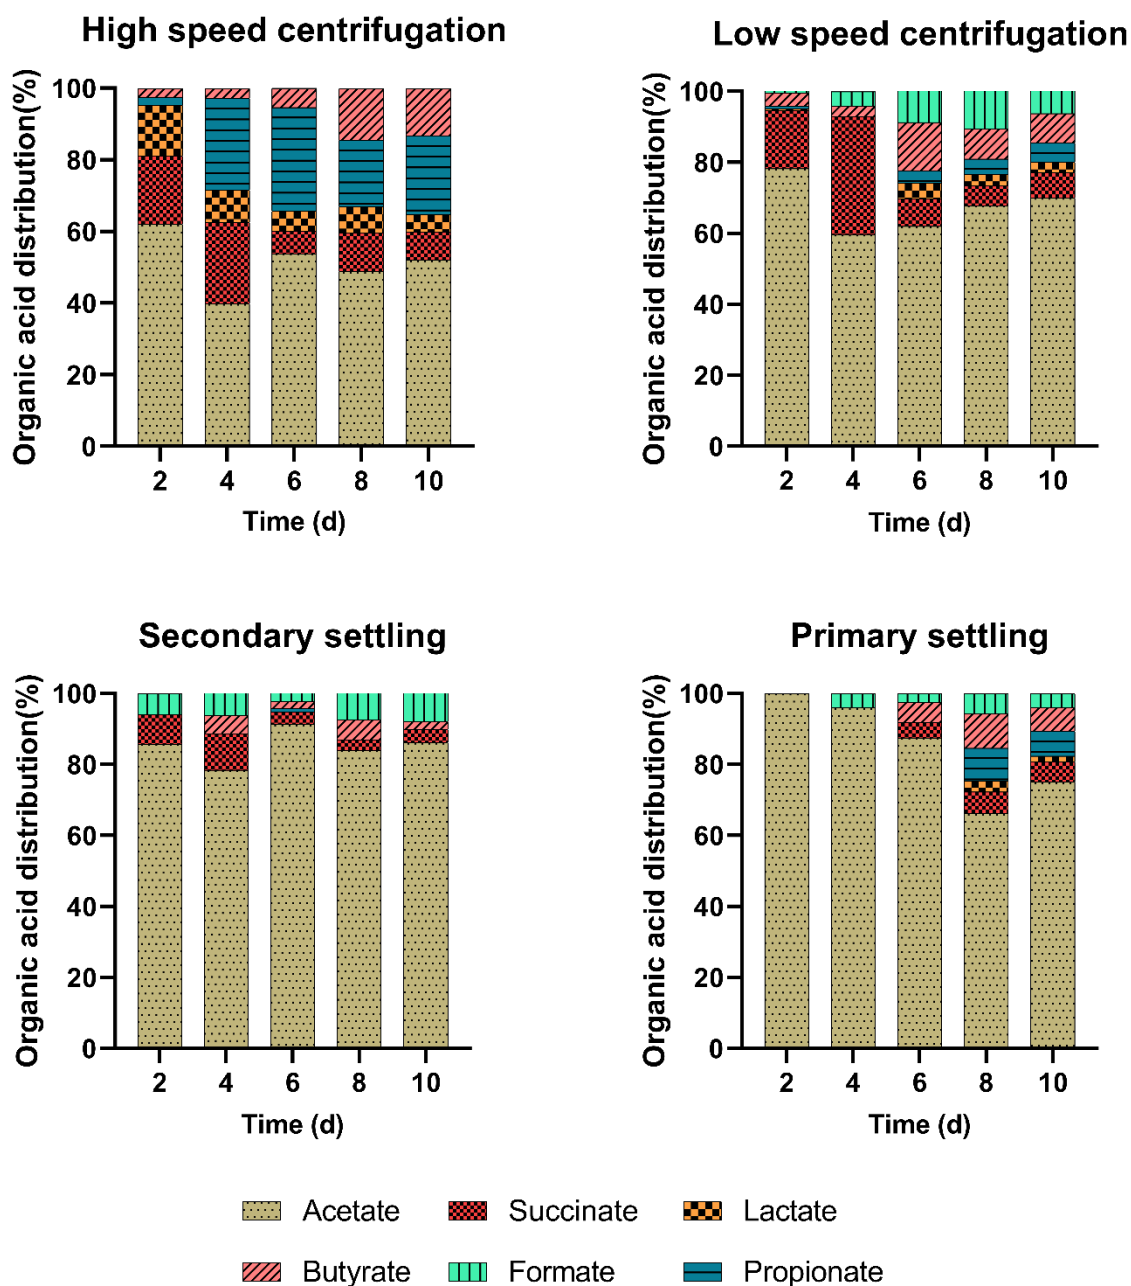 High speed centrifugation
Organic acid distribution(%)
100
80
60
40
20
0
2 4 6 8 10
Time (d)
Low speed centrifugation
Organic acid distribution(%)
100
80
60
40
20
0
2 4 6 8 10
Time (d)
Secondary settling
Organic acid distribution(%)
100
80
60
40
20
0
2 4 6 8 10
Time (d)
Primary settling
Organic acid distribution(%)
100
80
60
40
20
0
2 4 6 8 10
Time (d)
Acetate Succinate Lactate
Butyrate Formate Propionate